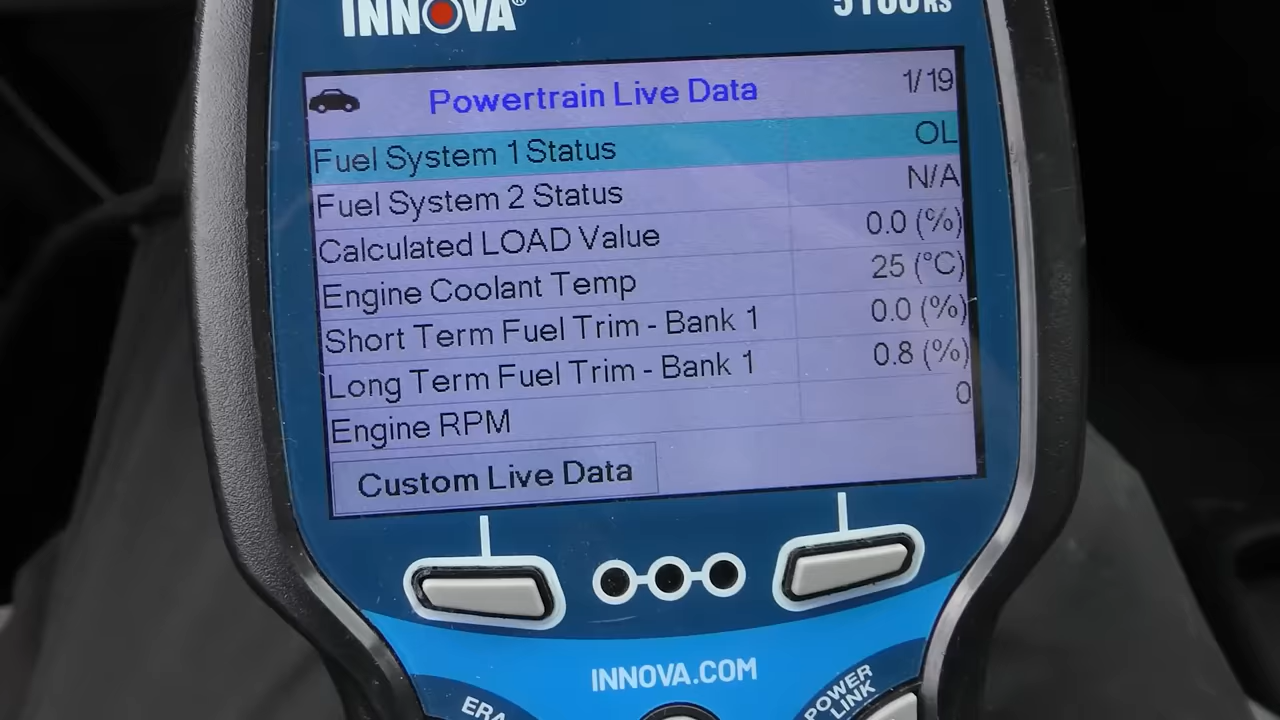 INNOVA®
5160RS
Powertrain Live Data 1/19
Fuel System 1 Status OL
Fuel System 2 Status N/A
Calculated LOAD Value 0.0 (%)
Engine Coolant Temp 25 (°C)
Short Term Fuel Trim - Bank 1 0.0 (%)
Long Term Fuel Trim - Bank 1 0.8 (%)
Engine RPM 0
Custom Live Data
INNOVA.COM
POWER
LINK